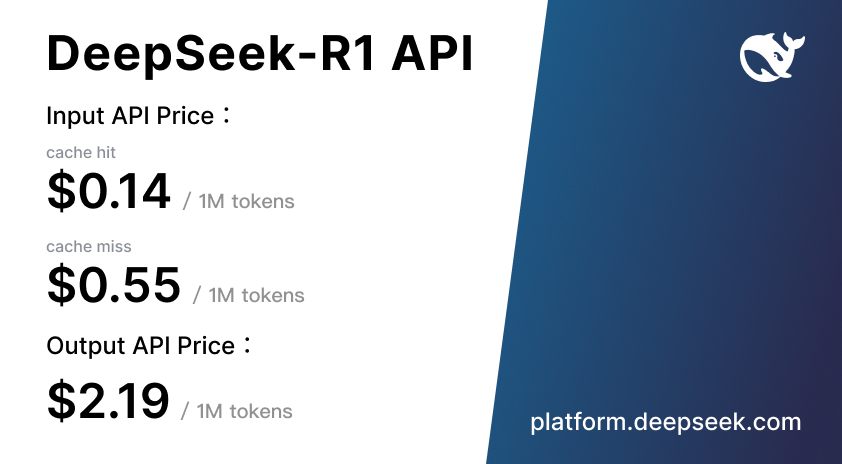 DeepSeek-R1 API
Input API Price：
cache hit
$0.14 / 1M tokens
cache miss
$0.55 / 1M tokens
Output API Price：
$2.19 / 1M tokens
platform.deepseek.com